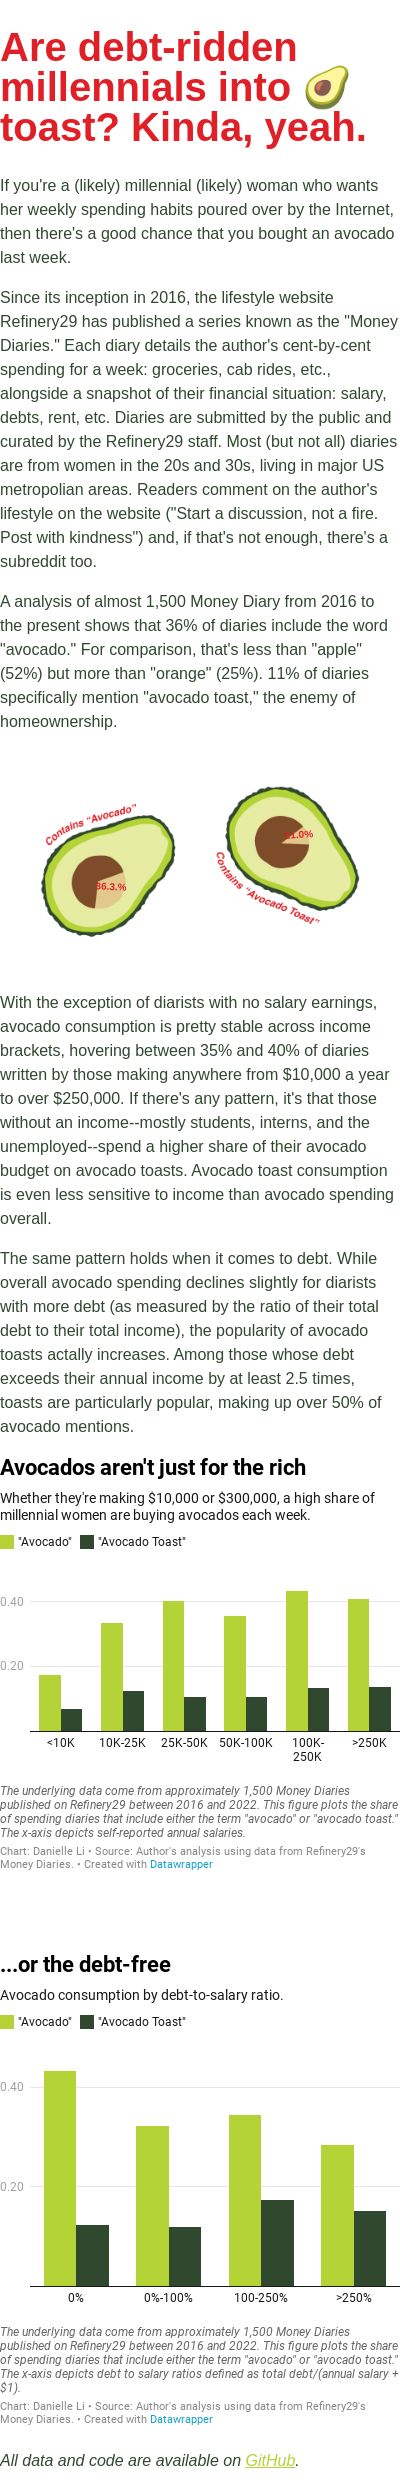 Are debt-ridden
millennials into 🥑
toast? Kinda, yeah.
If you're a (likely) millennial (likely) woman who wants
her weekly spending habits poured over by the Internet,
then there's a good chance that you bought an avocado
last week.
Since its inception in 2016, the lifestyle website
Refinery29 has published a series known as the "Money
Diaries." Each diary details the author's cent-by-cent
spending for a week: groceries, cab rides, etc.,
alongside a snapshot of their financial situation: salary,
debts, rent, etc. Diaries are submitted by the public and
curated by the Refinery29 staff. Most (but not all) diaries
are from women in the 20s and 30s, living in major US
metropolian areas. Readers comment on the author's
lifestyle on the website ("Start a discussion, not a fire.
Post with kindness") and, if that's not enough, there's a
subreddit too.
A analysis of almost 1,500 Money Diary from 2016 to
the present shows that 36% of diaries include the word
"avocado." For comparison, that's less than "apple"
(52%) but more than "orange" (25%). 11% of diaries
specifically mention "avocado toast," the enemy of
homeownership.
Contains “Avocado”
36.3.%
11.0%
Contains “Avocado Toast”
With the exception of diarists with no salary earnings,
avocado consumption is pretty stable across income
brackets, hovering between 35% and 40% of diaries
written by those making anywhere from $10,000 a year
to over $250,000. If there's any pattern, it's that those
without an income--mostly students, interns, and the
unemployed--spend a higher share of their avocado
budget on avocado toasts. Avocado toast consumption
is even less sensitive to income than avocado spending
overall.
The same pattern holds when it comes to debt. While
overall avocado spending declines slightly for diarists
with more debt (as measured by the ratio of their total
debt to their total income), the popularity of avocado
toasts actally increases. Among those whose debt
exceeds their annual income by at least 2.5 times,
toasts are particularly popular, making up over 50% of
avocado mentions.
Avocados aren't just for the rich
Whether they're making $10,000 or $300,000, a high share of
millennial women are buying avocados each week.
"Avocado" "Avocado Toast"
0.40
0.20
<10K 10K-25K 25K-50K 50K-100K 100K-250K >250K
The underlying data come from approximately 1,500 Money Diaries
published on Refinery29 between 2016 and 2022. This figure plots the share
of spending diaries that include either the term "avocado" or "avocado toast."
The x-axis depicts self-reported annual salaries.
Chart: Danielle Li • Source: Author's analysis using data from Refinery29's
Money Diaries. • Created with Datawrapper
...or the debt-free
Avocado consumption by debt-to-salary ratio.
"Avocado" "Avocado Toast"
0.40
0.20
0% 0%-100% 100-250% >250%
The underlying data come from approximately 1,500 Money Diaries
published on Refinery29 between 2016 and 2022. This figure plots the share
of spending diaries that include either the term "avocado" or "avocado toast."
The x-axis depicts debt to salary ratios defined as total debt/(annual salary +
$1).
Chart: Danielle Li • Source: Author's analysis using data from Refinery29's
Money Diaries. • Created with Datawrapper
All data and code are available on GitHub.